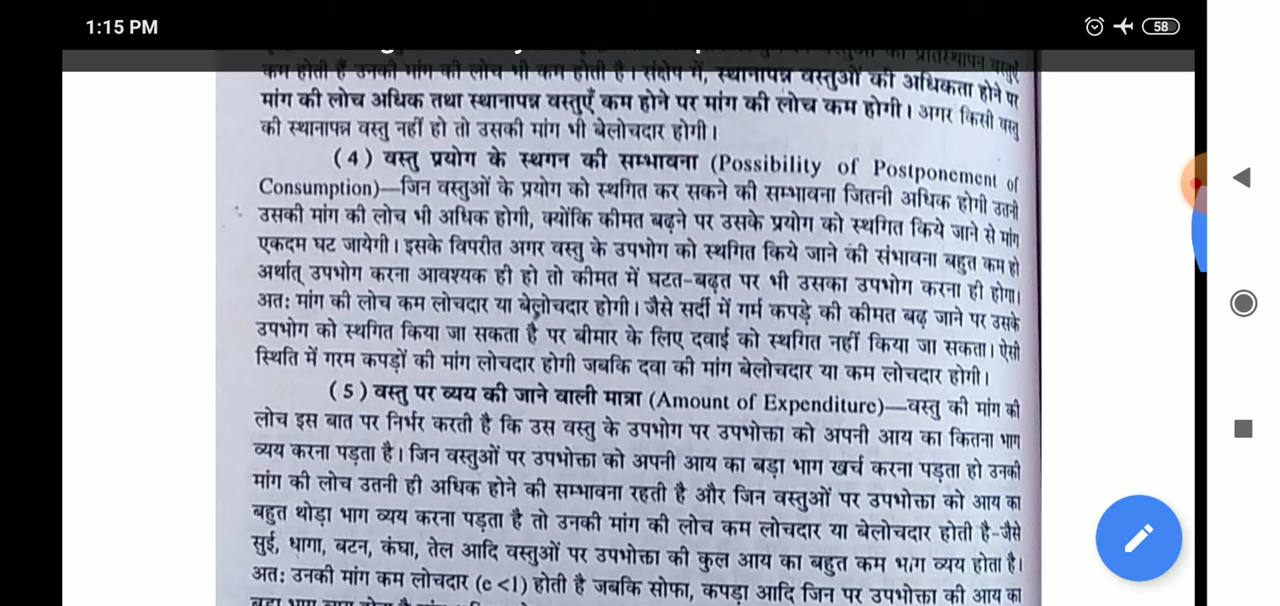 1:15 PM
58
की प्रतिस्थापन वस्तुएँ
कम होती हैं उनकी मांग की लोच भी कम होती है। संक्षेप में, स्थानापन्न वस्तुओं की अधिकता होने पर
मांग की लोच अधिक तथा स्थानापन्न वस्तुएँ कम होने पर मांग की लोच कम होगी। अगर किसी वस्तु
की स्थानापन्न वस्तु नहीं हो तो उसकी मांग भी बेलोचदार होगी।
(4) वस्तु प्रयोग के स्थगन की सम्भावना (Possibility of Postponement of
Consumption)—जिन वस्तुओं के प्रयोग को स्थगित कर सकने की सम्भावना जितनी अधिक होगी उतनी
उसकी मांग की लोच भी अधिक होगी, क्योंकि कीमत बढ़ने पर उसके प्रयोग को स्थगित किये जाने से मांग
एकदम घट जायेगी। इसके विपरीत अगर वस्तु के उपभोग को स्थगित किये जाने की संभावना बहुत कम हो
अर्थात् उपभोग करना आवश्यक ही हो तो कीमत में घटत-बढ़त पर भी उसका उपभोग करना ही होगा।
अत: मांग की लोच कम लोचदार या बेलोचदार होगी। जैसे सर्दी में गर्म कपड़े की कीमत बढ़ जाने पर उसके
उपभोग को स्थगित किया जा सकता है पर बीमार के लिए दवाई को स्थगित नहीं किया जा सकता। ऐसी
स्थिति में गरम कपड़ों की मांग लोचदार होगी जबकि दवा की मांग बेलोचदार या कम लोचदार होगी।
(5) वस्तु पर व्यय की जाने वाली मात्रा (Amount of Expenditure)—वस्तु की मांग की
लोच इस बात पर निर्भर करती है कि उस वस्तु के उपभोग पर उपभोक्ता को अपनी आय का कितना भाग
व्यय करना पड़ता है। जिन वस्तुओं पर उपभोक्ता को अपनी आय का बड़ा भाग खर्च करना पड़ता हो उनकी
मांग की लोच उतनी ही अधिक होने की सम्भावना रहती है और जिन वस्तुओं पर उपभोक्ता को आय का
बहुत थोड़ा भाग व्यय करना पड़ता है तो उनकी मांग की लोच कम लोचदार या बेलोचदार होती है-जैसे
सुई, धागा, बटन, कंघा, तेल आदि वस्तुओं पर उपभोक्ता की कुल आय का बहुत कम भाग व्यय होता है।
अत: उनकी मांग कम लोचदार (e<1) होती है जबकि सोफा, कपड़ा आदि जिन पर उपभोक्ता की आय का